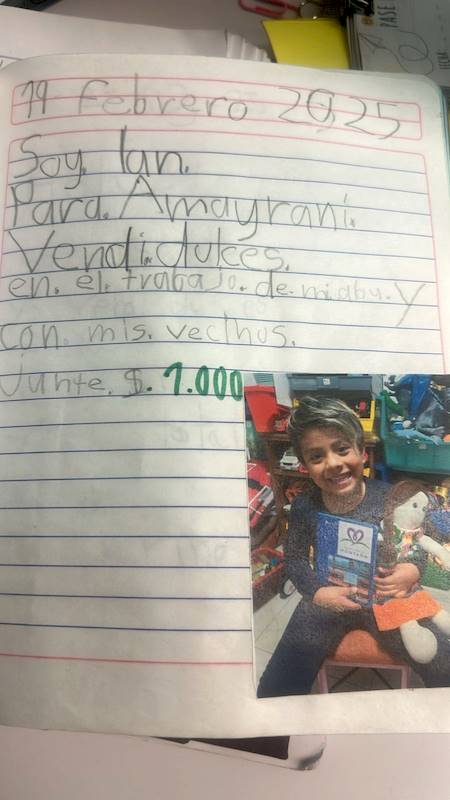 19 Febrero 2025
Soy. Ian.
Para. Amayrani.
Vendi.dulces.
en. el. trabajo. de. mi.abu. y
con. mis. vecinos.
Junte. $. 1.000
PASE